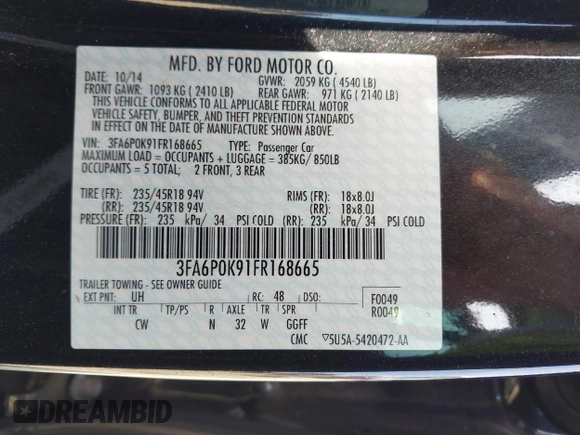 MFD. BY FORD MOTOR CO.
DATE: 10/14 GVWR: 2059 KG ( 4540 LB)
FRONT GAWR: 1093 KG ( 2410 LB) REAR GAWR: 971 KG ( 2140 LB)
THIS VEHICLE CONFORMS TO ALL APPLICABLE FEDERAL MOTOR
VEHICLE SAFETY, BUMPER, AND THEFT PREVENTION STANDARDS
IN EFFECT ON THE DATE OF MANUFACTURE SHOWN ABOVE.
VIN: 3FA6P0K91FR168665 TYPE: Passenger Car
MAXIMUM LOAD = OCCUPANTS + LUGGAGE = 385KG/ 850LB
OCCUPANTS = 5 TOTAL; 2 FRONT, 3 REAR
TIRE (FR): 235/45R18 94V RIMS (FR): 18x8.0J
(RR): 235/45R18 94V (RR): 18x8.0J
PRESSURE (FR): 235 kPa/ 34 PSI COLD (RR): 235 kPa/ 34 PSI COLD
3FA6P0K91FR168665
TRAILER TOWING - SEE OWNER GUIDE
EXT PNT: UH RC: 48 DSO: F0049
INT TR TP/PS R AXLE TR SPR R0049
CW N 32 W GGFF
CMC ▽5U5A-5420472-AA
DREAMBID